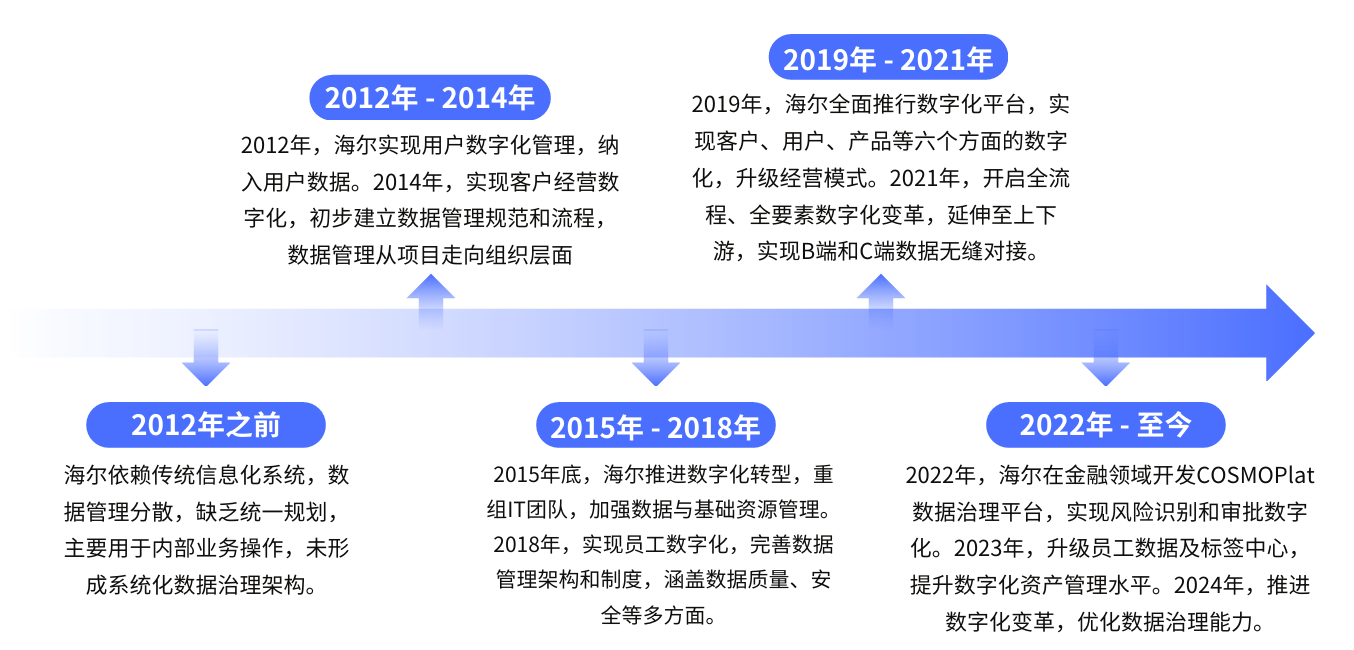 2012年之前
海尔依赖传统信息化系统，数
据管理分散，缺乏统一规划，
主要用于内部业务操作，未形
成系统化数据治理架构。
2012年 - 2014年
2012年，海尔实现用户数字化管理，纳
入用户数据。2014年，实现客户经营数
字化，初步建立数据管理规范和流程，
数据管理从项目走向组织层面
2015年 - 2018年
2015年底，海尔推进数字化转型，重
组IT团队，加强数据与基础资源管理。
2018年，实现员工数字化，完善数据
管理架构和制度，涵盖数据质量、安
全等多方面。
2019年 - 2021年
2019年，海尔全面推行数字化平台，实
现客户、用户、产品等六个方面的数字
化，升级经营模式。2021年，开启全流
程、全要素数字化变革，延伸至上下
游，实现B端和C端数据无缝对接。
2022年 - 至今
2022年，海尔在金融领域开发COSMOPlat
数据治理平台，实现风险识别和审批数字
化。2023年，升级员工数据及标签中心，
提升数字化资产管理水平。2024年，推进
数字化变革，优化数据治理能力。